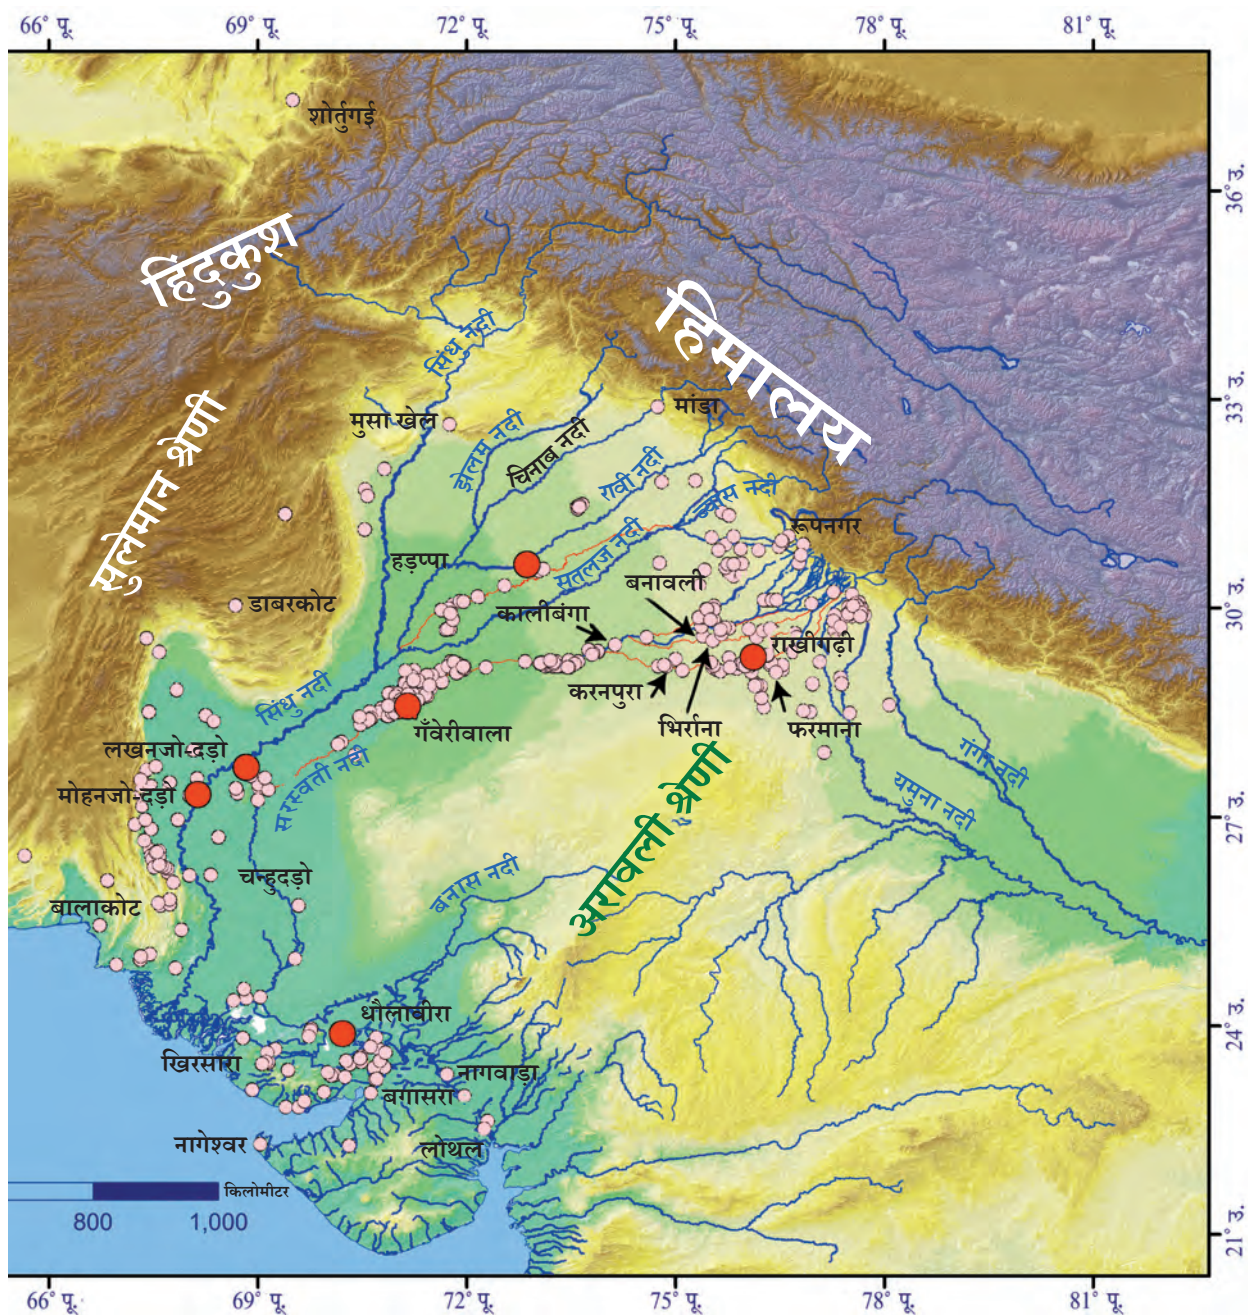 66° पू.
69° पू.
72° पू.
75° पू.
78° पू.
81° पू.
शोर्तुगई
36° उ.
हिंदुकुश
हिमालय
सिंधु नदी
33° उ.
सुलेमान श्रेणी
मुसा खेल
मांडा
झेलम नदी
चिनाब नदी
रावी नदी
ब्यास नदी
रूपनगर
हड़प्पा
सतलज नदी
बनावली
डाबरकोट
कालीबंगा
30° उ.
राखीगढ़ी
करनपुरा
सिंधु नदी
भिर्राना
फरमाना
गँवेरीवाला
लखनजो-दड़ो
गंगा नदी
मोहनजो-दड़ो
सरस्वती नदी
अरावली श्रेणी
यमुना नदी
27° उ.
चन्हुदड़ो
बनास नदी
बालाकोट
धौलावीरा
24° उ.
खिरसारा
नागवाड़ा
बगासरा
नागेश्वर
लोथल
किलोमीटर
800
1,000
21° उ.
66° पू.
69° पू.
72° पू.
75° पू.
78° पू.
81° पू.